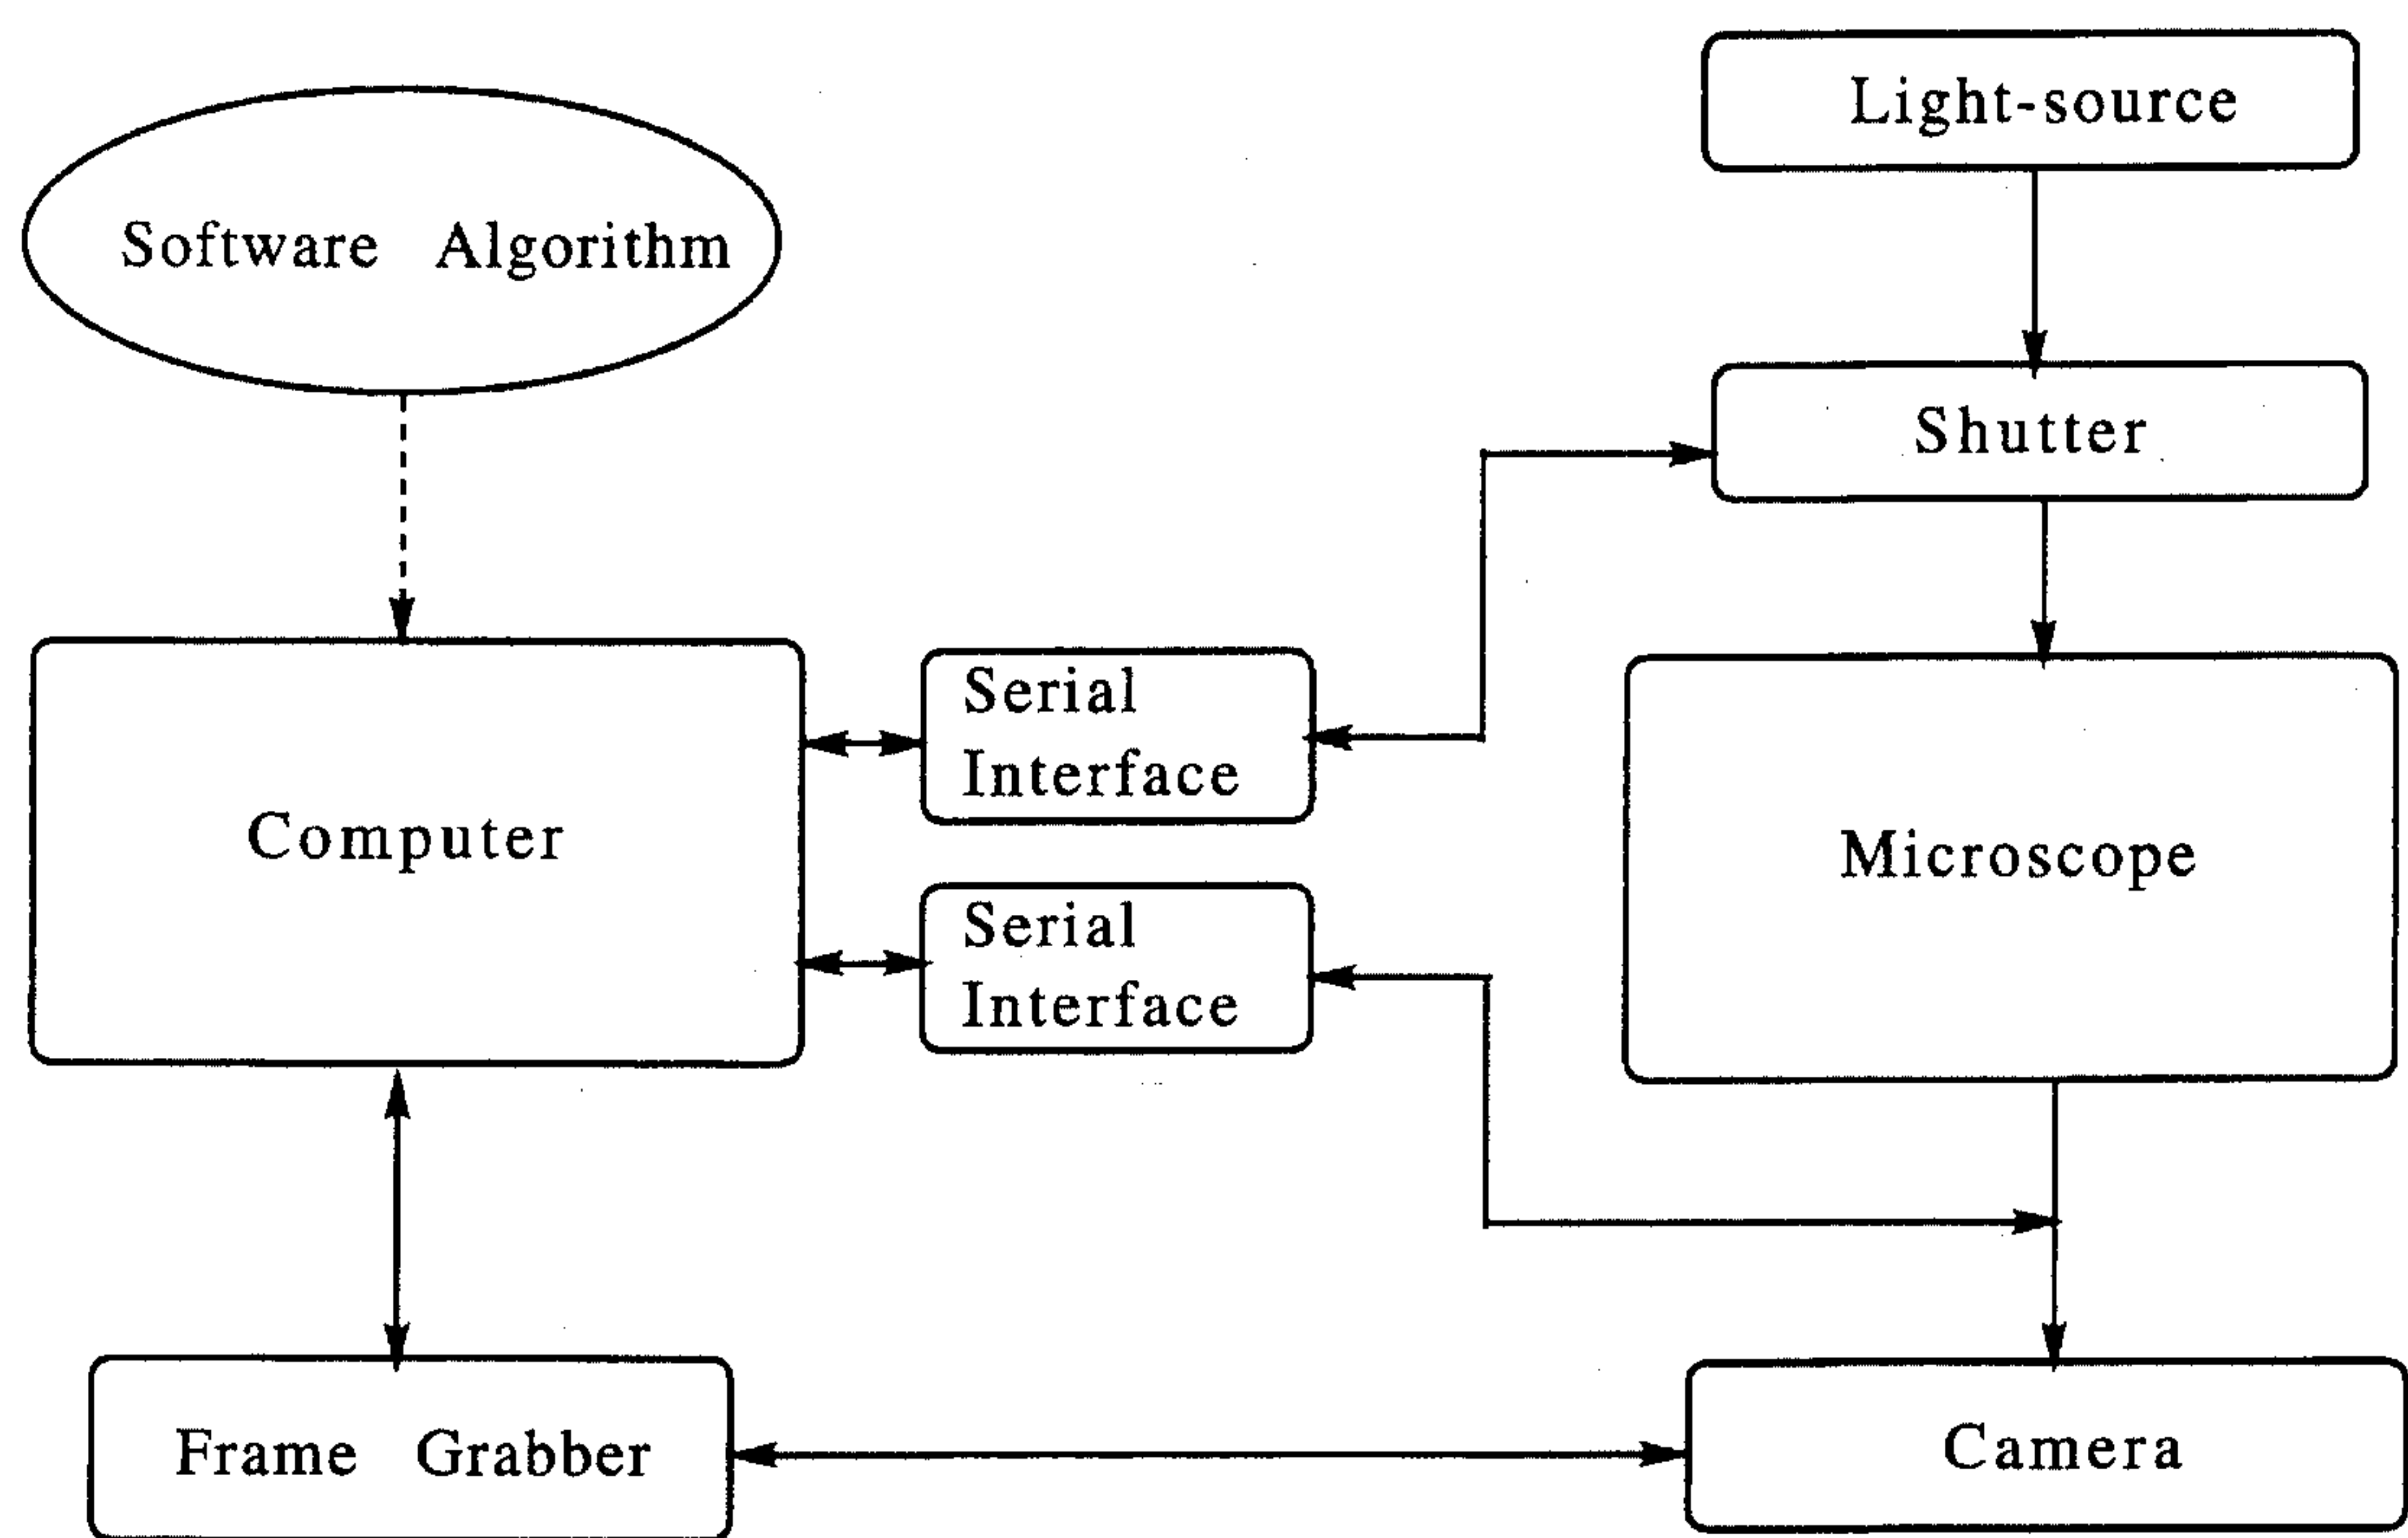 Light-source
Software Algorithm
Shutter
Serial
Interface
Computer
Microscope
Serial
Interface
Frame Grabber
Camera